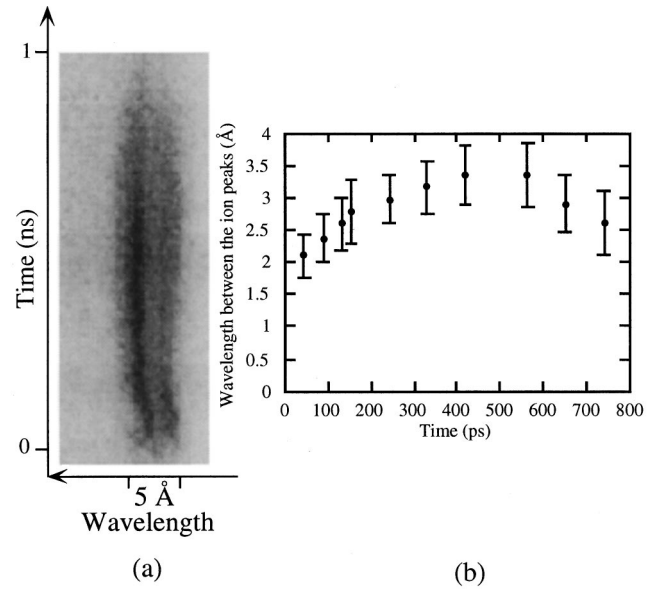 1
Time (ns)
0
5 Å
Wavelength
(a)
Wavelength between the ion peaks (Å)
4
3.5
3
2.5
2
1.5
1
0.5
0
0 100 200 300 400 500 600 700 800
Time (ps)
(b)